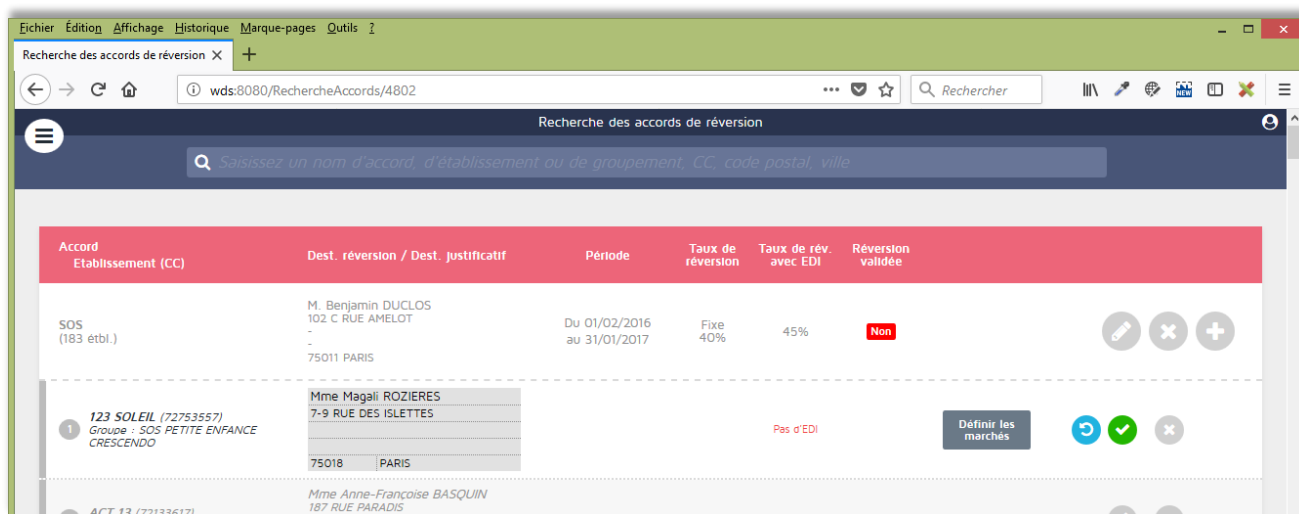 Fichier Édition Affichage Historique Marque-pages Outils ?
Recherche des accords de réversion
wds:8080/RechercheAccords/4802
Rechercher
NEW
Recherche des accords de réversion
Saisissez un nom d'accord, d'établissement ou de groupement, CC, code postal, ville
Accord
Etablissement (CC)
Dest. réversion / Dest. justificatif
Période
Taux de
réversion
Taux de rév.
avec EDI
Réversion
validée
SOS
(183 étbl.)
M. Benjamin DUCLOS
102 C RUE AMELOT
-
-
75011 PARIS
Du 01/02/2016
au 31/01/2017
Fixe
40%
45%
Non
1
123 SOLEIL (72753557)
Groupe : SOS PETITE ENFANCE
CRESCENDO
Mme Magali ROZIERES
7-9 RUE DES ISLETTES
75018 PARIS
Pas d'EDI
Définir les
marchés
ACT 13 (72133617)
Mme Anne-Françoise BASQUIN
187 RUE PARADIS